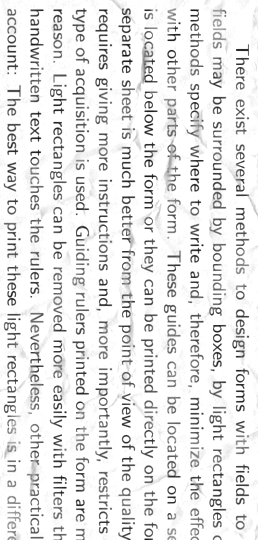 There exist several methods to design forms with fields to
fields may be surrounded by bounding boxes, by light rectangles
methods specify where to write and, therefore, minimize the effec
with other parts of the form. These guides can be located on a
is located below the form or they can be printed directly on the
separate sheet is much better from the point of view of the quality
requires giving more instructions and, more importantly, restricts
type of acquisition is used. Guiding rulers printed on the form are
reason. Light rectangles can be removed more easily with filters
handwritten text touches the rulers. Nevertheless, other practical
account: The best way to print these light rectangles is in a differe